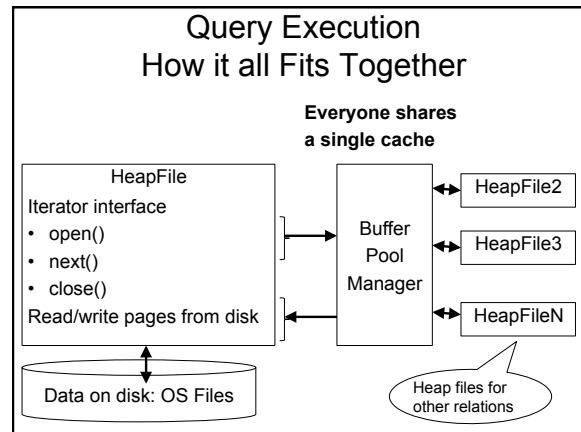 Query Execution
How it all Fits Together
Everyone shares
a single cache
HeapFile
Iterator interface
• open()
• next()
• close()
Read/write pages from disk
Data on disk: OS Files
Buffer
Pool
Manager
HeapFile2
HeapFile3
HeapFileN
Heap files for
other relations